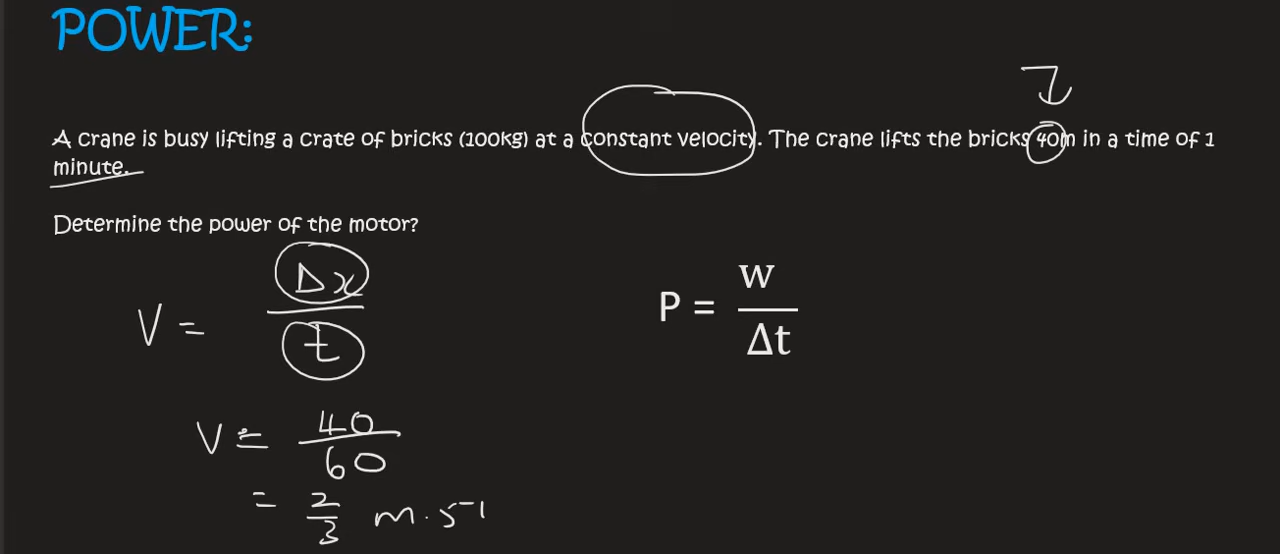 POWER:
A crane is busy lifting a crate of bricks (100kg) at a constant velocity. The crane lifts the bricks 40m in a time of 1
minute.
Determine the power of the motor?
V = Δx / t
P = w / Δt
V = 40 / 60
= 2/3 m.s⁻¹